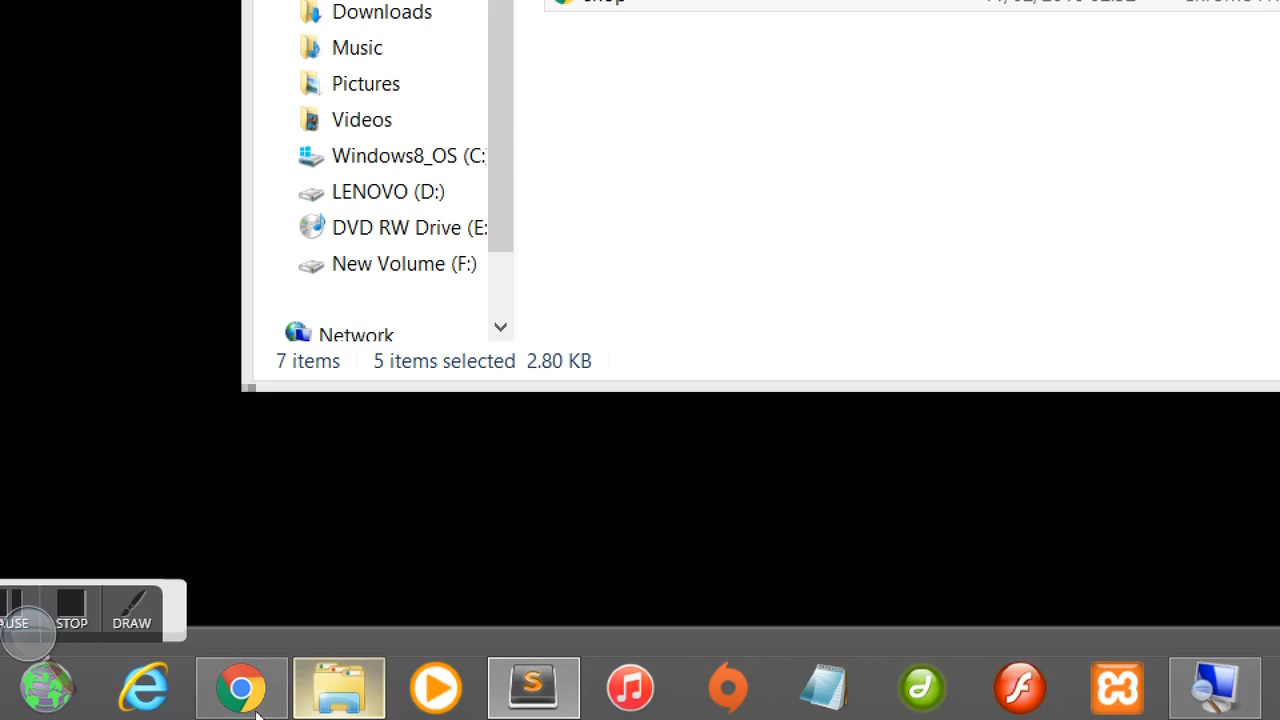 Downloads
Music
Pictures
Videos
Windows8_OS (C:
LENOVO (D:)
DVD RW Drive (E:
New Volume (F:)
Network
7 items 5 items selected 2.80 KB
STOP DRAW